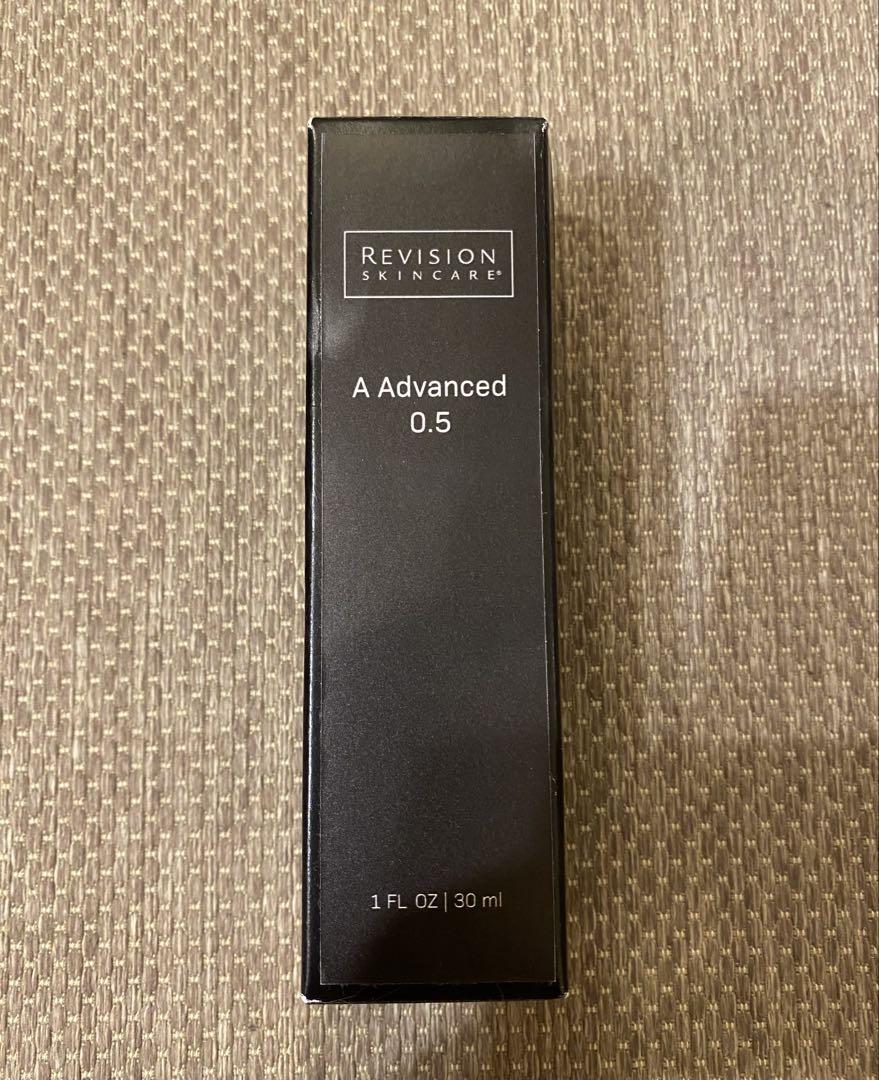 REVISION
SKINCARE®
A Advanced
0.5
1 FL OZ | 30 ml